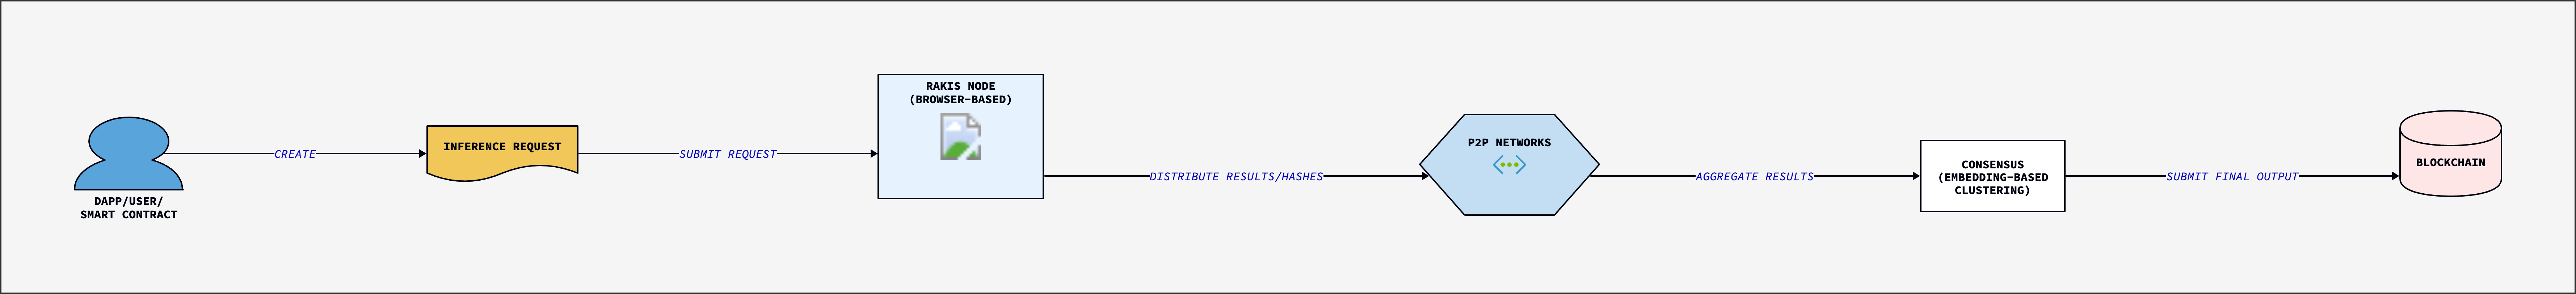 DAPP/USER/
SMART CONTRACT
CREATE
INFERENCE REQUEST
SUBMIT REQUEST
RAKIS NODE
(BROWSER-BASED)
DISTRIBUTE RESULTS/HASHES
P2P NETWORKS
AGGREGATE RESULTS
CONSENSUS
(EMBEDDING-BASED
CLUSTERING)
SUBMIT FINAL OUTPUT
BLOCKCHAIN